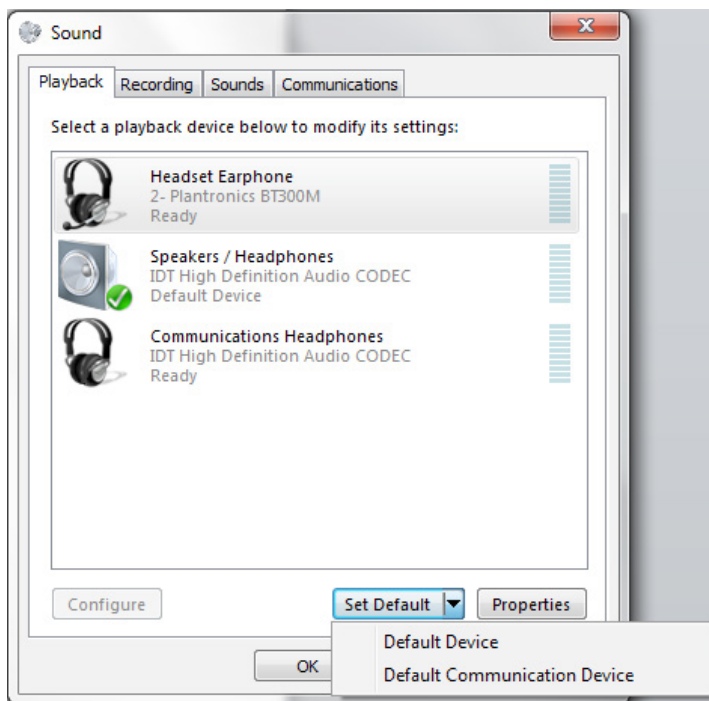 Sound
Playback Recording Sounds Communications
Select a playback device below to modify its settings:
Headset Earphone
2- Plantronics BT300M
Ready
Speakers / Headphones
IDT High Definition Audio CODEC
Default Device
Communications Headphones
IDT High Definition Audio CODEC
Ready
Configure Set Default Properties
Default Device
OK
Default Communication Device